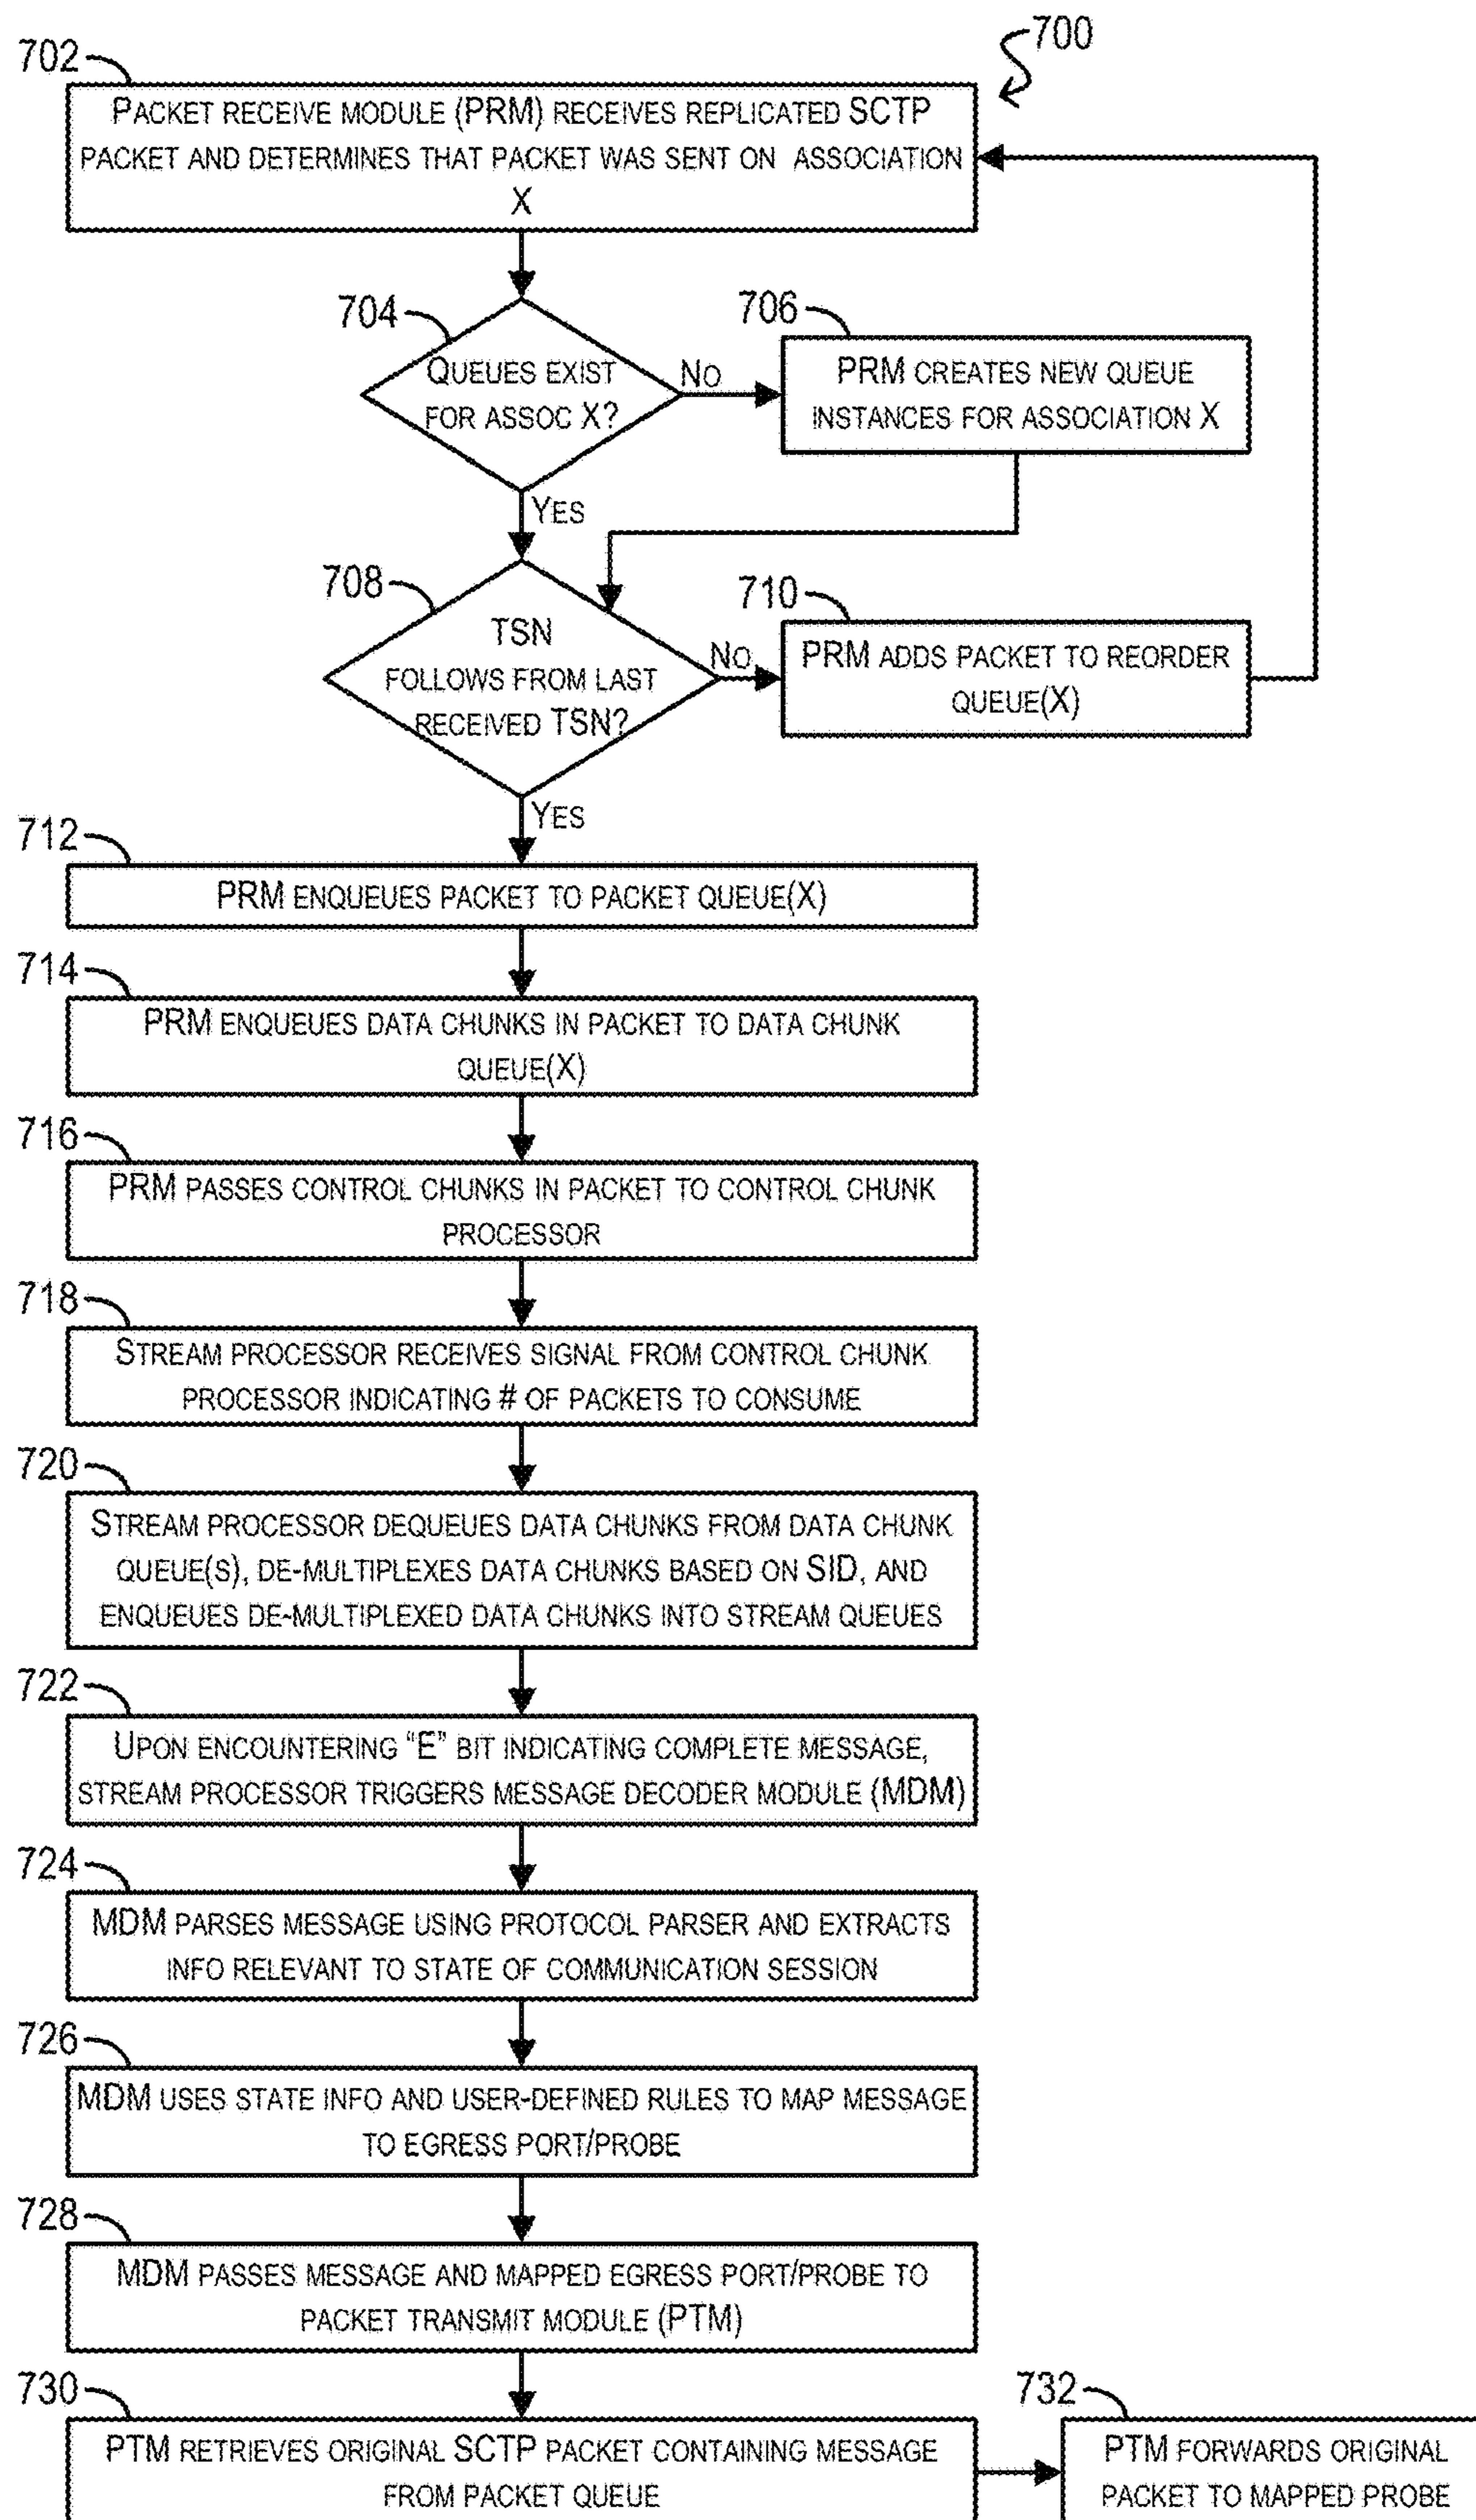 700
702
PACKET RECEIVE MODULE (PRM) RECEIVES REPLICATED SCTP
PACKET AND DETERMINES THAT PACKET WAS SENT ON ASSOCIATION
X
704
QUEUES EXIST
FOR ASSOC X?
NO
706
PRM CREATES NEW QUEUE
INSTANCES FOR ASSOCIATION X
YES
708
TSN
FOLLOWS FROM LAST
RECEIVED TSN?
NO
710
PRM ADDS PACKET TO REORDER
QUEUE(X)
YES
712
PRM ENQUEUES PACKET TO PACKET QUEUE(X)
714
PRM ENQUEUES DATA CHUNKS IN PACKET TO DATA CHUNK
QUEUE(X)
716
PRM PASSES CONTROL CHUNKS IN PACKET TO CONTROL CHUNK
PROCESSOR
718
STREAM PROCESSOR RECEIVES SIGNAL FROM CONTROL CHUNK
PROCESSOR INDICATING # OF PACKETS TO CONSUME
720
STREAM PROCESSOR DEQUEUES DATA CHUNKS FROM DATA CHUNK
QUEUE(S), DE-MULTIPLEXES DATA CHUNKS BASED ON SID, AND
ENQUEUES DE-MULTIPLEXED DATA CHUNKS INTO STREAM QUEUES
722
UPON ENCOUNTERING “E” BIT INDICATING COMPLETE MESSAGE,
STREAM PROCESSOR TRIGGERS MESSAGE DECODER MODULE (MDM)
724
MDM PARSES MESSAGE USING PROTOCOL PARSER AND EXTRACTS
INFO RELEVANT TO STATE OF COMMUNICATION SESSION
726
MDM USES STATE INFO AND USER-DEFINED RULES TO MAP MESSAGE
TO EGRESS PORT/PROBE
728
MDM PASSES MESSAGE AND MAPPED EGRESS PORT/PROBE TO
PACKET TRANSMIT MODULE (PTM)
730
PTM RETRIEVES ORIGINAL SCTP PACKET CONTAINING MESSAGE
FROM PACKET QUEUE
732
PTM FORWARDS ORIGINAL
PACKET TO MAPPED PROBE